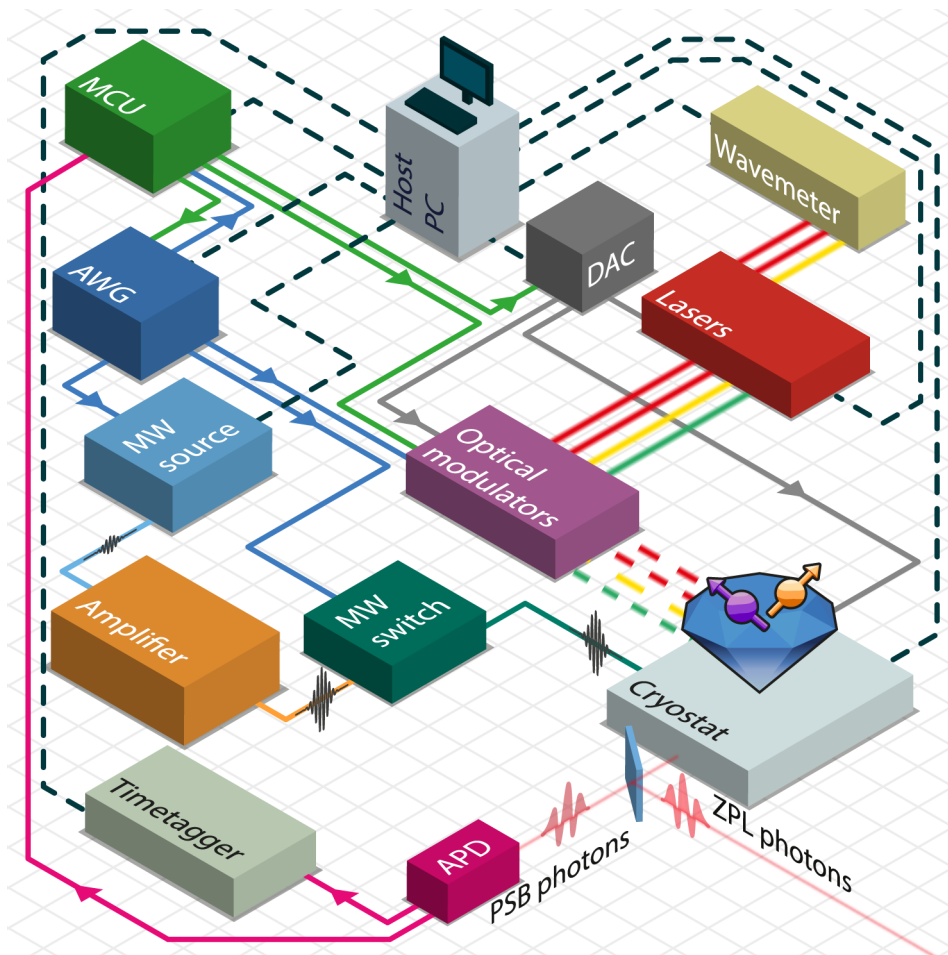 MCU
Host
PC
Wavemeter
DAC
AWG
Lasers
MW
source
Optical
modulators
Amplifier
MW
switch
Cryostat
Timetagger
APD
PSB photons
ZPL photons